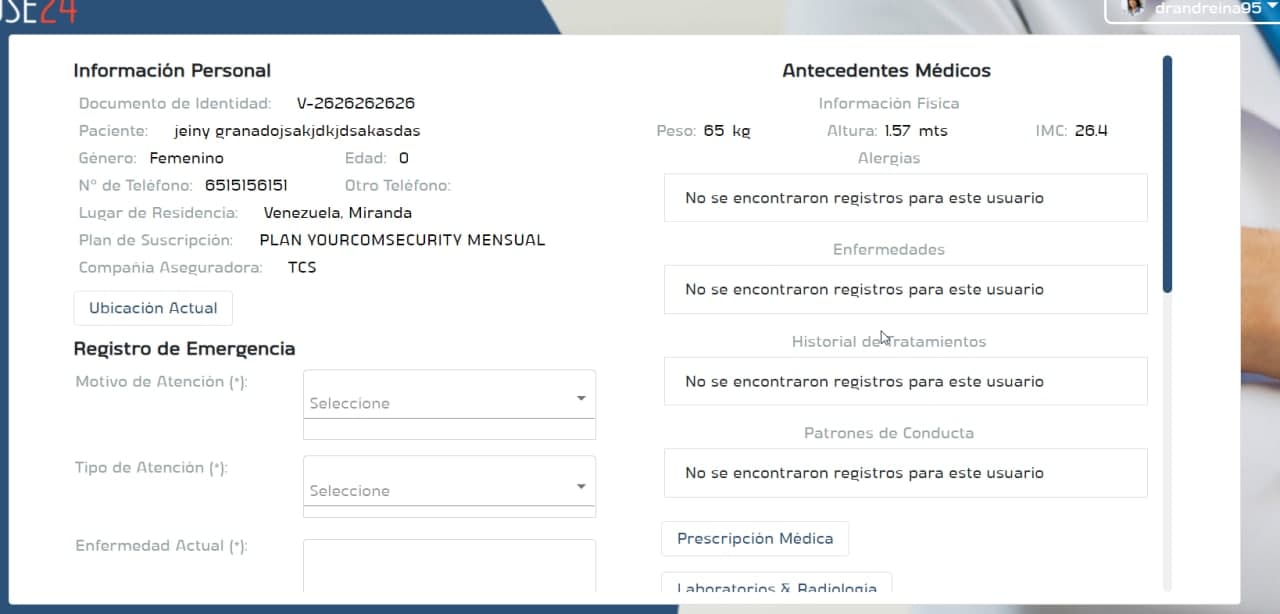 24
drandreina95
Información Personal
Documento de Identidad: V-2626262626
Paciente: jeiny granadojsakjdkjdsakasdas
Género: Femenino Edad: 0
Nº de Teléfono: 6515156151 Otro Teléfono:
Lugar de Residencia: Venezuela, Miranda
Plan de Suscripción: PLAN YOURCOMSECURITY MENSUAL
Compañia Aseguradora: TCS
Ubicación Actual
Registro de Emergencia
Motivo de Atención (*):
Seleccione
Tipo de Atención (*):
Seleccione
Enfermedad Actual (*):
Antecedentes Médicos
Información Física
Peso: 65 kg Altura: 1.57 mts IMC: 26.4
Alergias
No se encontraron registros para este usuario
Enfermedades
No se encontraron registros para este usuario
Historial de Tratamientos
No se encontraron registros para este usuario
Patrones de Conducta
No se encontraron registros para este usuario
Prescripción Médica
Laboratorios & Radiologia